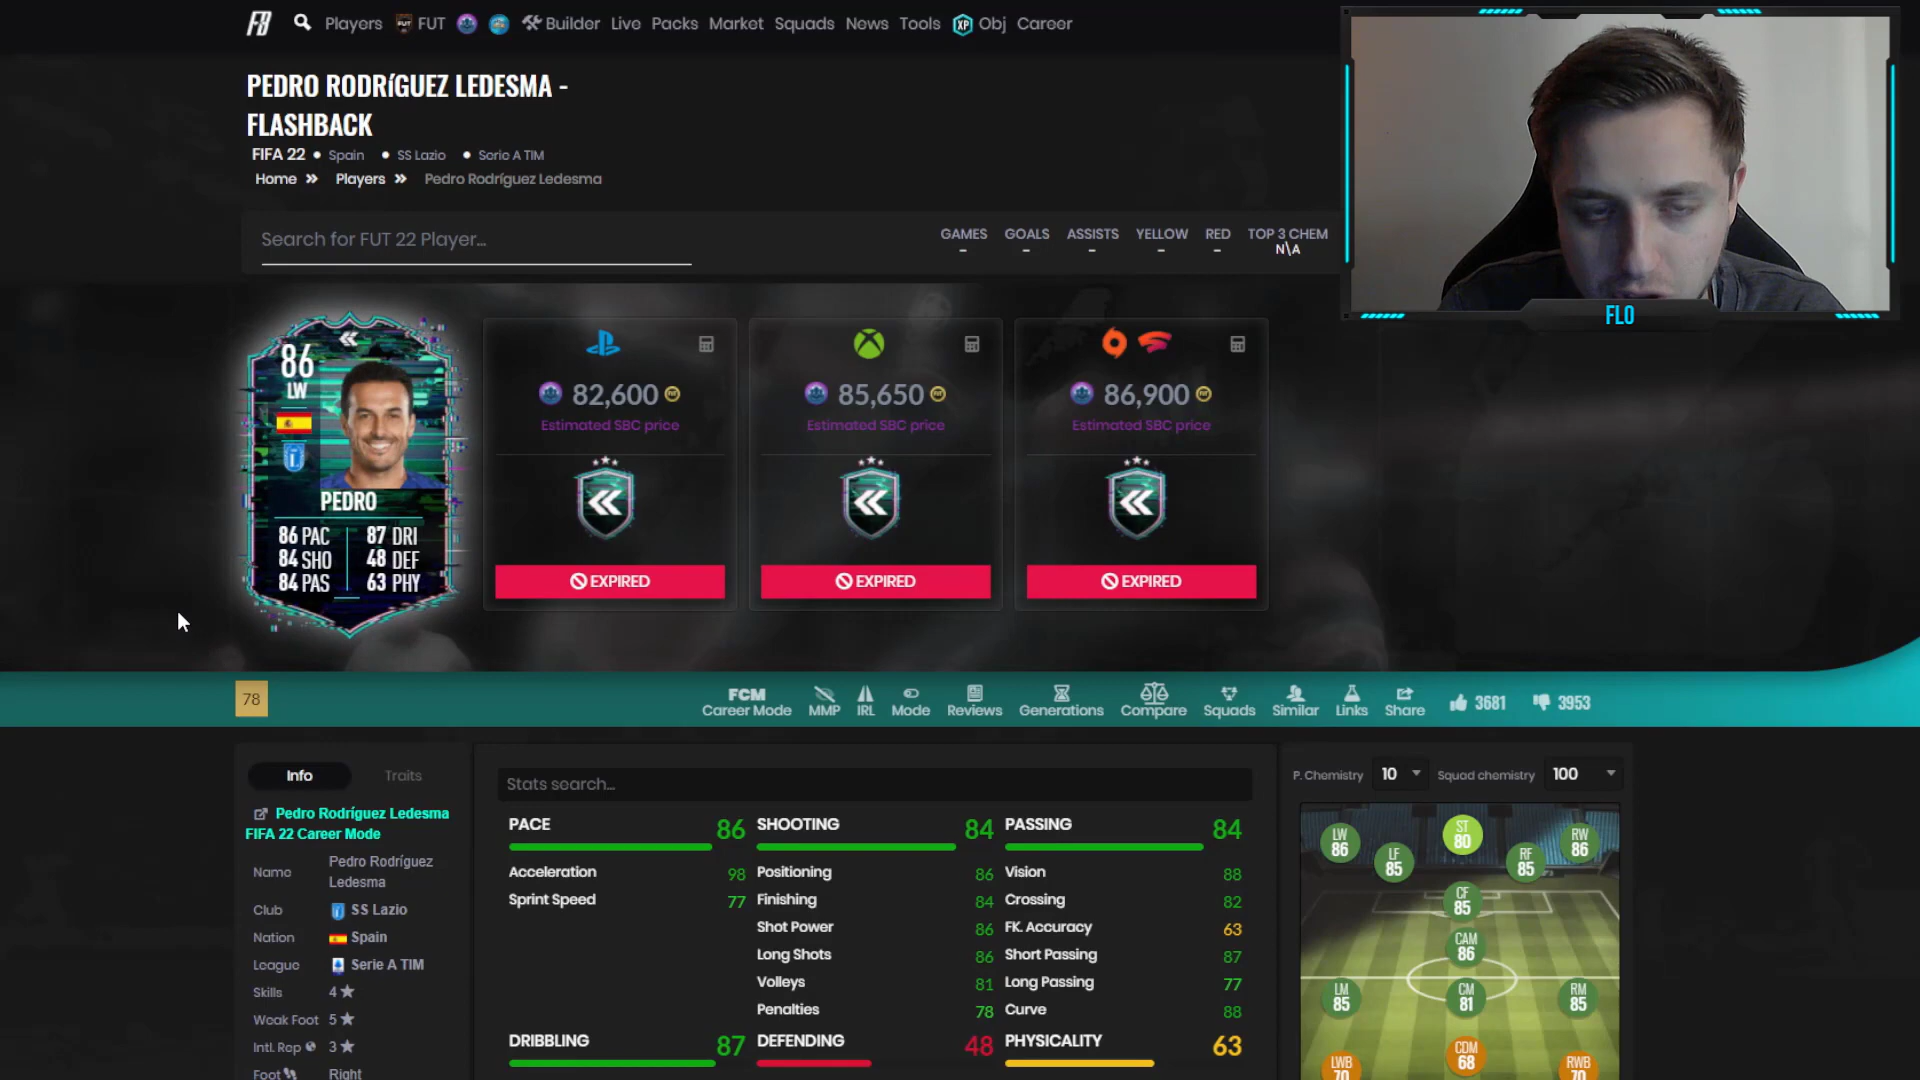 FB Players FUT Builder Live Packs Market Squads News Tools XP Obj Career
PEDRO RODRíGUEZ LEDESMA -
FLASHBACK
FIFA 22 • Spain • SS Lazio • Serie A TIM
Home » Players » Pedro Rodríguez Ledesma
Search for FUT 22 Player...
GAMES GOALS ASSISTS YELLOW RED TOP 3 CHEM
- - - - - N\A
FLO
86
LW
PEDRO
86 PAC 87 DRI
84 SHO 48 DEF
84 PAS 63 PHY
82,600
Estimated SBC price
EXPIRED
85,650
Estimated SBC price
EXPIRED
86,900
Estimated SBC price
EXPIRED
78
FCM
Career Mode MMP IRL Mode Reviews Generations Compare Squads Similar Links Share 3681 3953
Info Traits
Pedro Rodríguez Ledesma
FIFA 22 Career Mode
Name Pedro Rodríguez
Ledesma
Club SS Lazio
Nation Spain
League Serie A TIM
Skills 4★
Weak Foot 5★
Intl. Rep 3★
Foot Right
Stats search...
PACE 86
Acceleration 98
Sprint Speed 77
SHOOTING 84
Positioning 86
Finishing 84
Shot Power 86
Long Shots 86
Volleys 81
Penalties 78
PASSING 84
Vision 88
Crossing 82
FK. Accuracy 63
Short Passing 87
Long Passing 77
Curve 88
DRIBBLING 87
DEFENDING 48
PHYSICALITY 63
P. Chemistry 10 Squad chemistry 100
ST
80
LW
86
RW
86
LF
85
RF
85
CF
85
CAM
86
LM
85
CM
81
RM
85
CDM
68
LWB
70
RWB
70